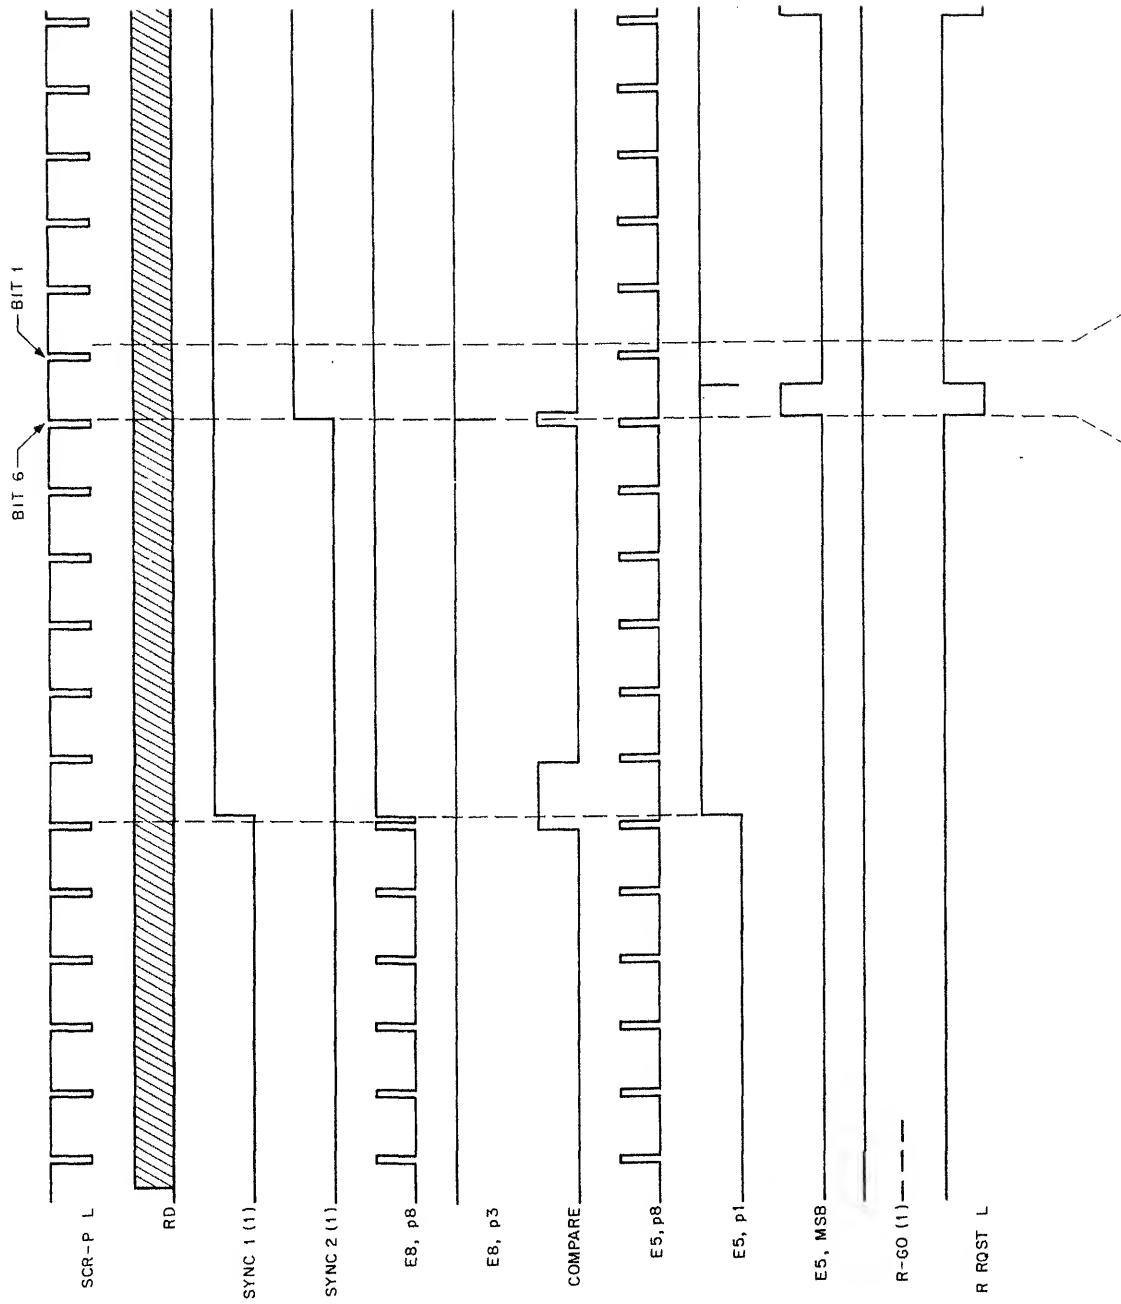 BIT 6
BIT 1
SCR-P L
RD
SYNC 1 (1)
SYNC 2 (1)
E8, p8
E8, p3
COMPARE
E5, p8
E5, p1
E5, MSB
R-GO (1)
R RQST L